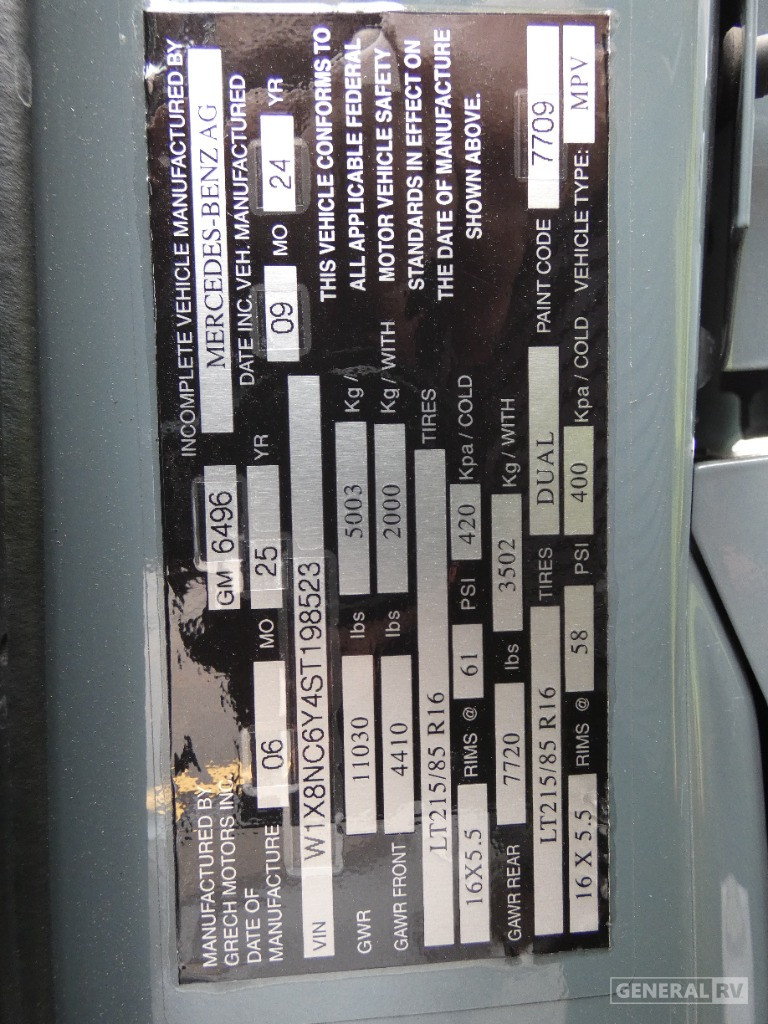 MANUFACTURED BY
GRECH MOTORS INC. GM 6496
INCOMPLETE VEHICLE MANUFACTURED BY
MERCEDES-BENZ AG
DATE OF
MANUFACTURE 06 MO 25 YR
DATE INC. VEH. MANUFACTURED
09 MO 24 YR
VIN W1X8NC6Y4ST198523
GWR 11030 lbs 5003 Kg /
GAWR FRONT 4410 lbs 2000 Kg / WITH
LT215/85 R16 TIRES
16X5.5 RIMS @ 61 PSI 420 Kpa / COLD
GAWR REAR 7720 lbs 3502 Kg / WITH
LT215/85 R16 TIRES DUAL
16 X 5.5 RIMS @ 58 PSI 400 Kpa / COLD
THIS VEHICLE CONFORMS TO
ALL APPLICABLE FEDERAL
MOTOR VEHICLE SAFETY
STANDARDS IN EFFECT ON
THE DATE OF MANUFACTURE
SHOWN ABOVE.
PAINT CODE 7709
VEHICLE TYPE: MPV
GENERAL RV